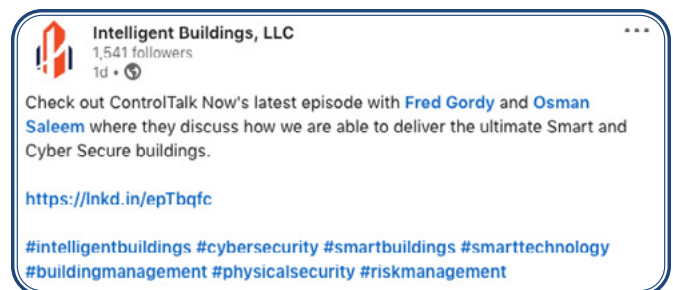 Intelligent Buildings, LLC
1,541 followers
1d •
Check out ControlTalk Now's latest episode with Fred Gordy and Osman
Saleem where they discuss how we are able to deliver the ultimate Smart and
Cyber Secure buildings.
https://lnkd.in/epTbqfc
#intelligentbuildings #cybersecurity #smartbuildings #smarttechnology
#buildingmanagement #physicalsecurity #riskmanagement